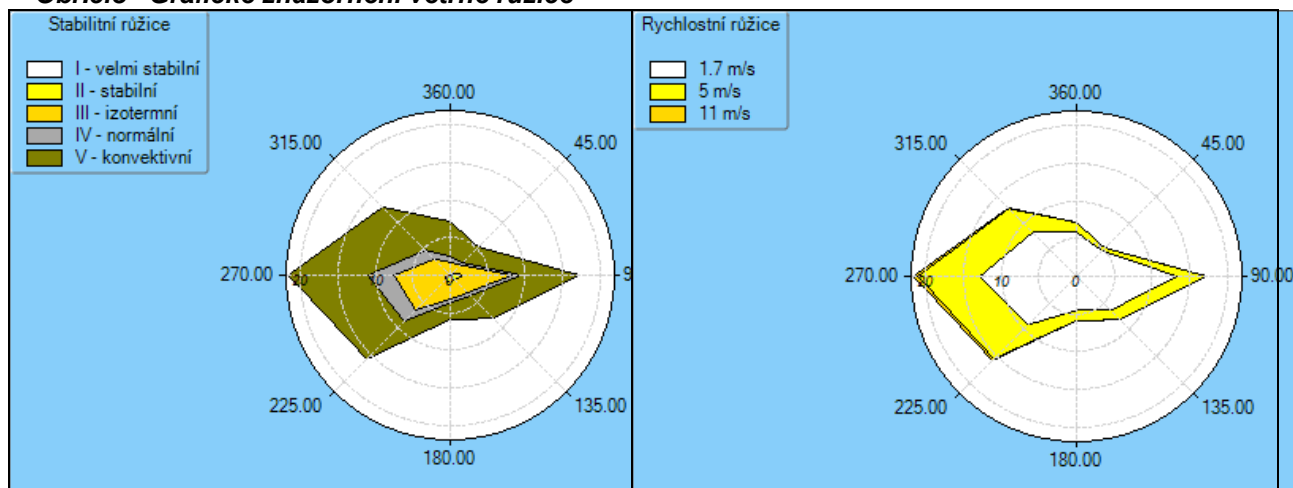 Stabilitní růžice
I - velmi stabilní
II - stabilní
III - izotermní
IV - normální
V - konvektivní
360.00
315.00
45.00
270.00
20
10
0
9
225.00
135.00
180.00
Rychlostní růžice
1.7 m/s
5 m/s
11 m/s
360.00
315.00
45.00
270.00
20
10
0
90.00
225.00
135.00
180.00